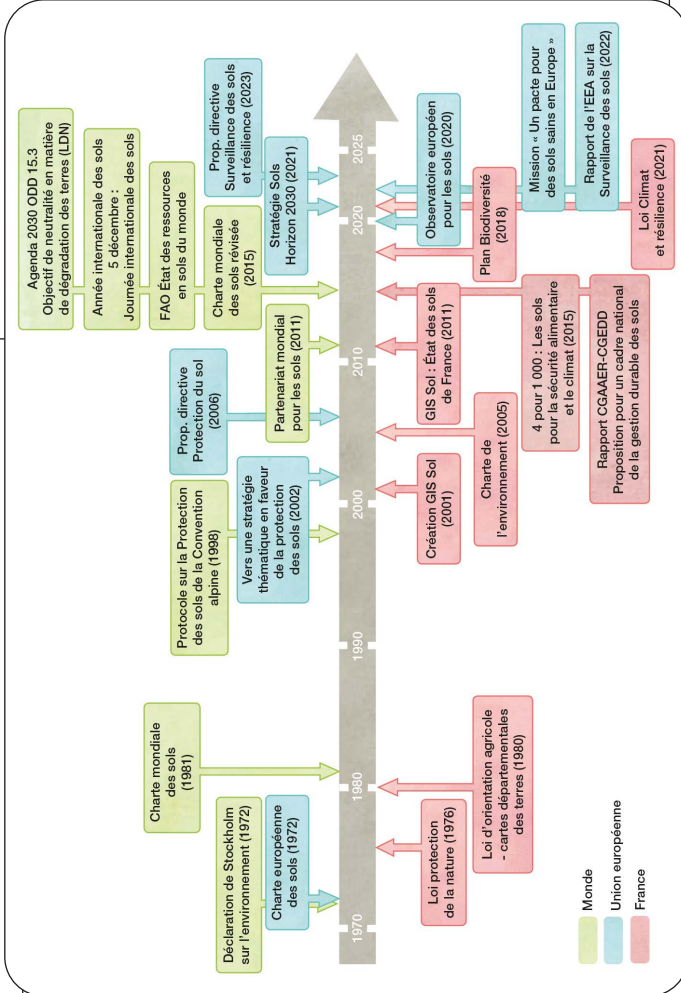 Agenda 2030 ODD 15.3
Objectif de neutralité en matière
de dégradation des terres (LDN)
Année internationale des sols
5 décembre :
Journée internationale des sols
FAO État des ressources
en sols du monde
Charte mondiale
des sols révisée
(2015)
Prop. directive
Surveillance des sols
et résilience (2023)
Stratégie Sols
Horizon 2030 (2021)
Prop. directive
Protection du sol
(2006)
Partenariat mondial
pour les sols (2011)
Protocole sur la Protection
des sols de la Convention
alpine (1998)
Vers une stratégie
thématique en faveur
de la protection
des sols (2002)
Charte mondiale
des sols
(1981)
Déclaration de Stockholm
sur l'environnement (1972)
Charte européenne
des sols (1972)
1970
1980
1990
2000
2010
2020
2025
Loi protection
de la nature (1976)
Loi d'orientation agricole
- cartes départementales
des terres (1980)
Création GIS Sol
(2001)
Charte de
l'environnement (2005)
GIS Sol : État des sols
de France (2011)
4 pour 1 000 : Les sols
pour la sécurité alimentaire
et le climat (2015)
Rapport CGAAER-CGEDD
Proposition pour un cadre national
de la gestion durable des sols
Observatoire européen
pour les sols (2020)
Plan Biodiversité
(2018)
Mission « Un pacte pour
des sols sains en Europe »
Rapport de l'EEA sur la
Surveillance des sols (2022)
Loi Climat
et résilience (2021)
Monde
Union européenne
France